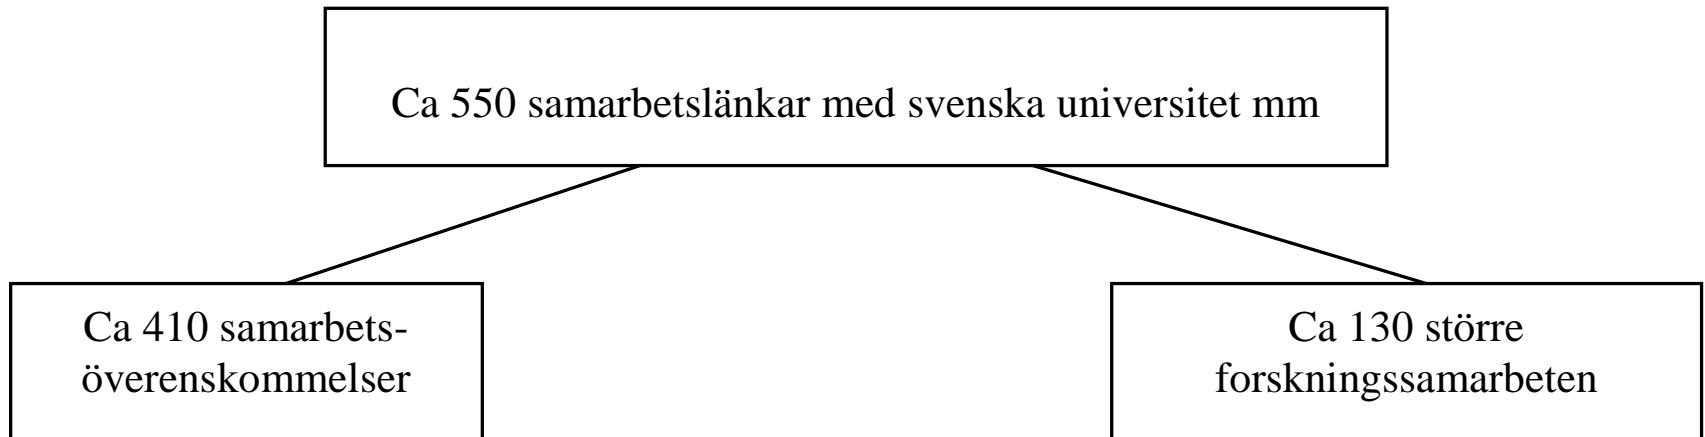 Ca 550 samarbetslänkar med svenska universitet mm
Ca 410 samarbets-
överenskommelser
Ca 130 större
forskningssamarbeten